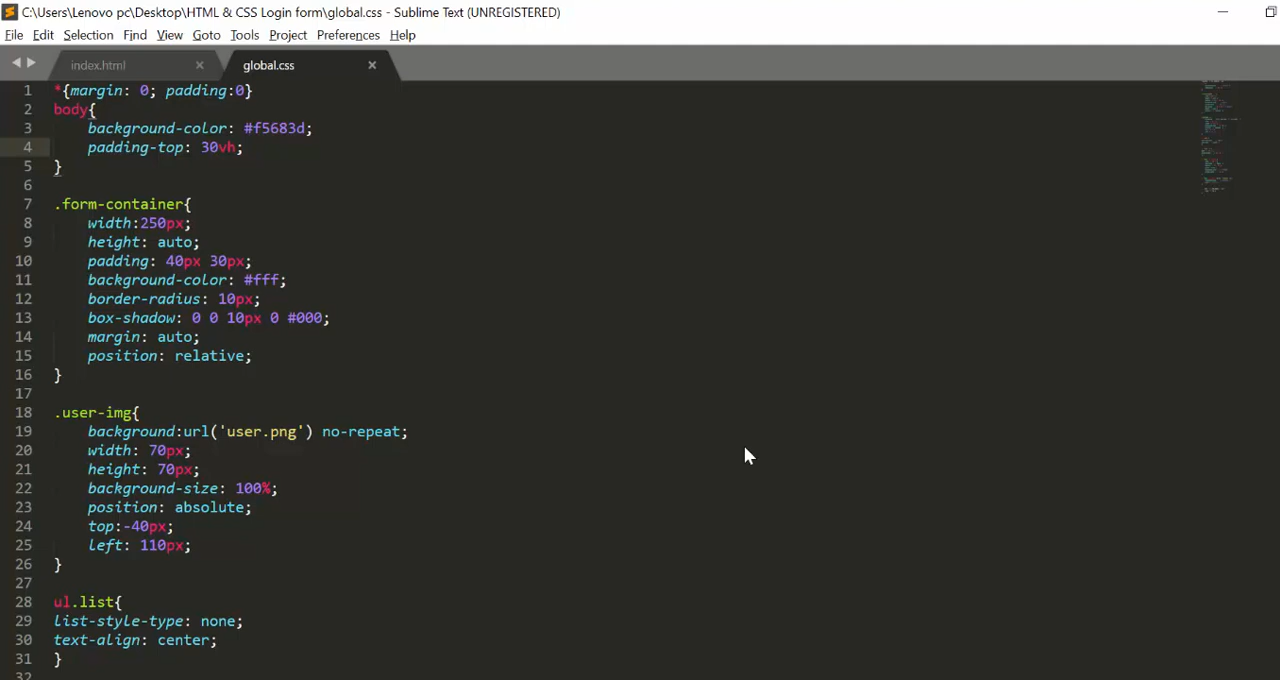 C:\Users\Lenovo pc\Desktop\HTML & CSS Login form\global.css - Sublime Text (UNREGISTERED)
File Edit Selection Find View Goto Tools Project Preferences Help
index.html × global.css ×
1 *{margin: 0; padding:0}
2 body{
3 background-color: #f5683d;
4 padding-top: 30vh;
5 }
6
7 .form-container{
8 width:250px;
9 height: auto;
10 padding: 40px 30px;
11 background-color: #fff;
12 border-radius: 10px;
13 box-shadow: 0 0 10px 0 #000;
14 margin: auto;
15 position: relative;
16 }
17
18 .user-img{
19 background:url('user.png') no-repeat;
20 width: 70px;
21 height: 70px;
22 background-size: 100%;
23 position: absolute;
24 top:-40px;
25 left: 110px;
26 }
27
28 ul.list{
29 list-style-type: none;
30 text-align: center;
31 }
32